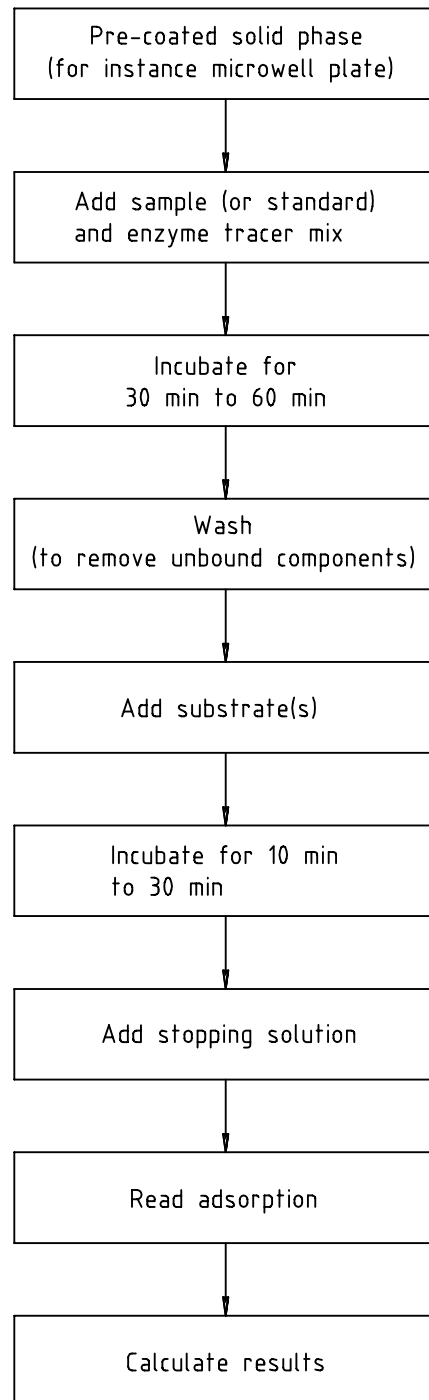 Pre-coated solid phase
(for instance microwell plate)
Add sample (or standard)
and enzyme tracer mix
Incubate for
30 min to 60 min
Wash
(to remove unbound components)
Add substrate(s)
Incubate for 10 min
to 30 min
Add stopping solution
Read adsorption
Calculate results